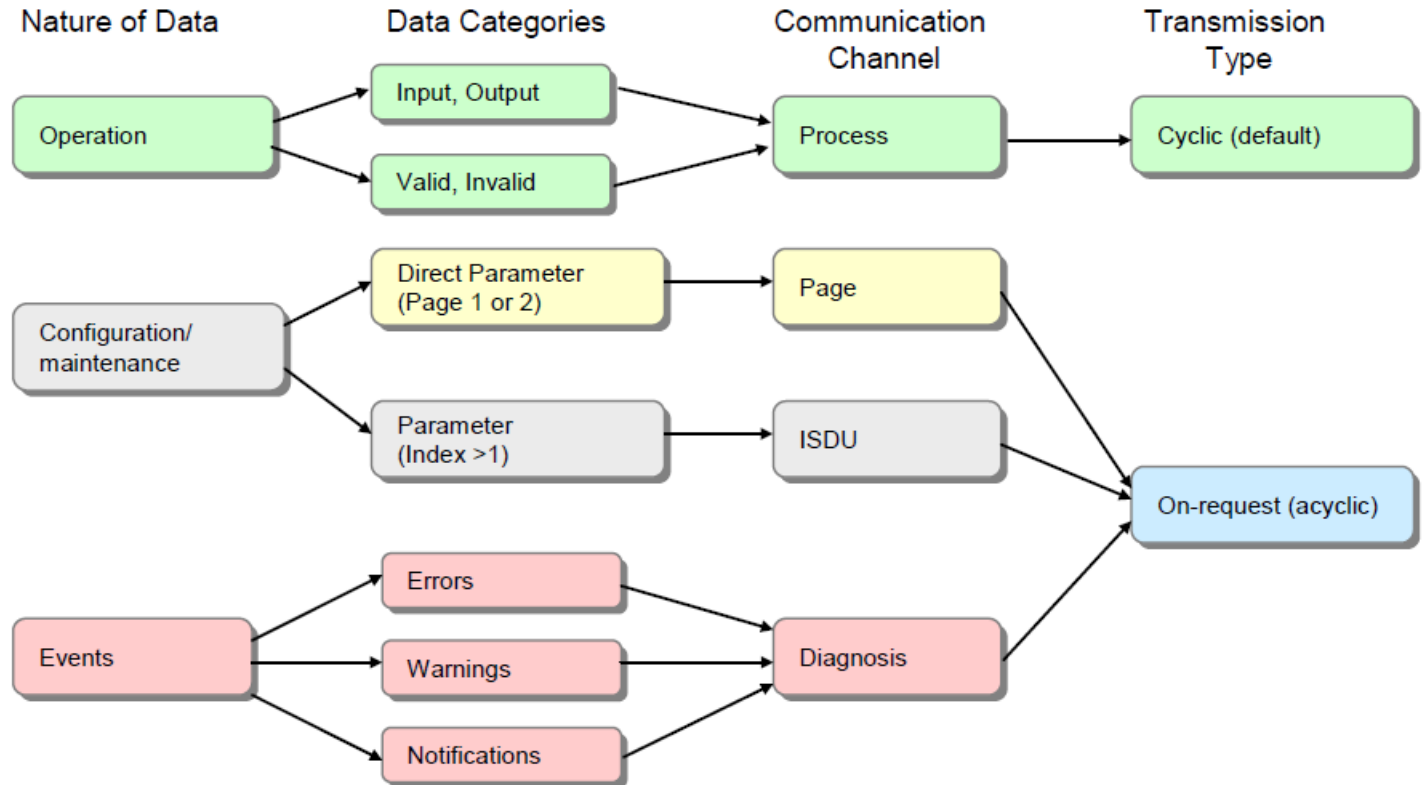 Nature of Data
Data Categories
Communication
Channel
Transmission
Type
Operation
Input, Output
Valid, Invalid
Process
Cyclic (default)
Configuration/
maintenance
Direct Parameter
(Page 1 or 2)
Page
Parameter
(Index >1)
ISDU
On-request (acyclic)
Events
Errors
Warnings
Notifications
Diagnosis